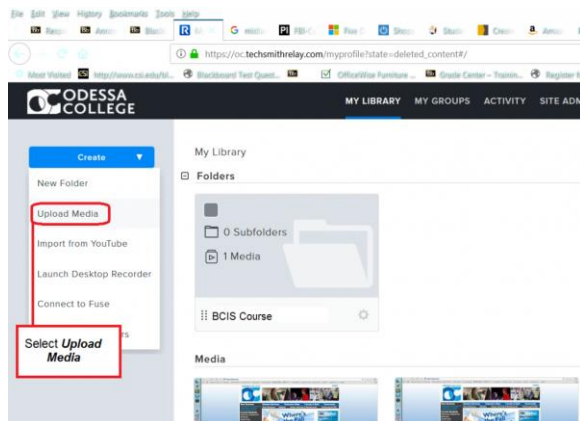 File Edit View History Bookmarks Tools Help
https://oc.techsmithrelay.com/myprofile?state=deleted_content#/
Most Visited
Blackboard Test Quest...
OfficeWise Furniture ...
Grade Center – Trainin...
ODESSA
COLLEGE
MY LIBRARY MY GROUPS ACTIVITY SITE ADM
Create
My Library
Folders
New Folder
Upload Media
Import from YouTube
Launch Desktop Recorder
Connect to Fuse
0 Subfolders
1 Media
BCIS Course
Select Upload
Media
Media